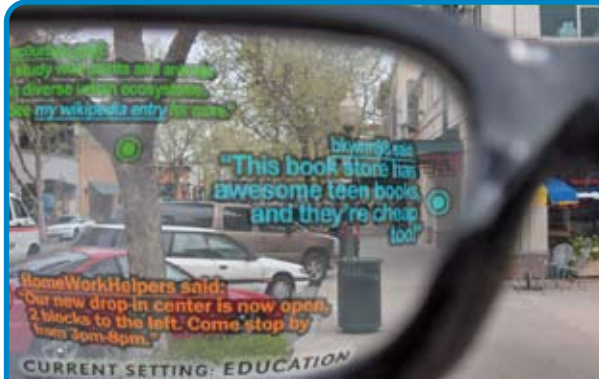 study wild plants and animals
diverse urban ecosystems.
See my wikipedia entry for more."
said
"This book store has
awesome teen books
and they're cheap
too!"
HomeWorkHelpers said:
"Our new drop-in center is now open,
2 blocks to the left. Come stop by
from 3pm-8pm."
CURRENT SETTING: EDUCATION